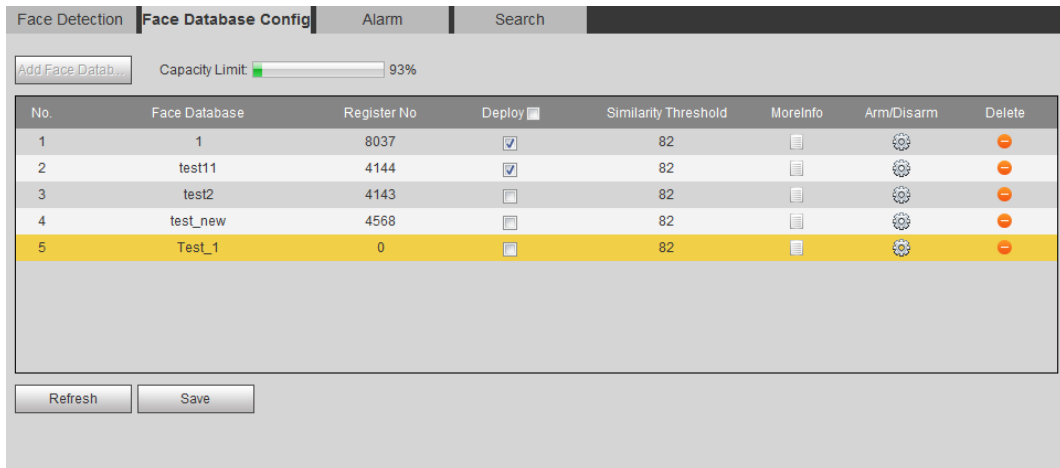 Face Detection Face Database Config Alarm Search
Add Face Datab... Capacity Limit: 93%
No. Face Database Register No Deploy Similarity Threshold MoreInfo Arm/Disarm Delete
1 1 8037 82
2 test11 4144 82
3 test2 4143 82
4 test_new 4568 82
5 Test_1 0 82
Refresh Save